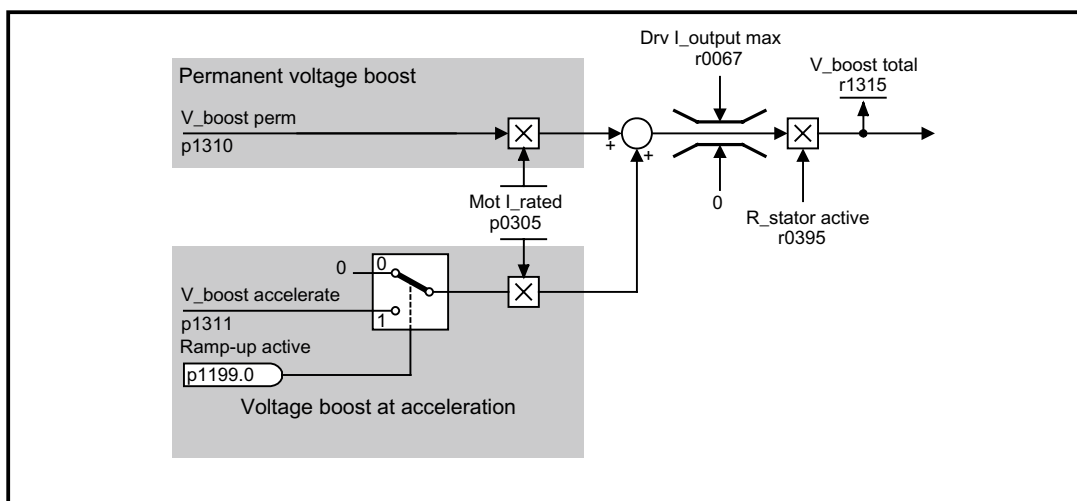 Permanent voltage boost
V_boost perm
p1310
Drv I_output max
r0067
V_boost total
r1315
+
+
0
R_stator active
r0395
Mot I_rated
p0305
0
0
V_boost accelerate
p1311
1
Ramp-up active
p1199.0
Voltage boost at acceleration